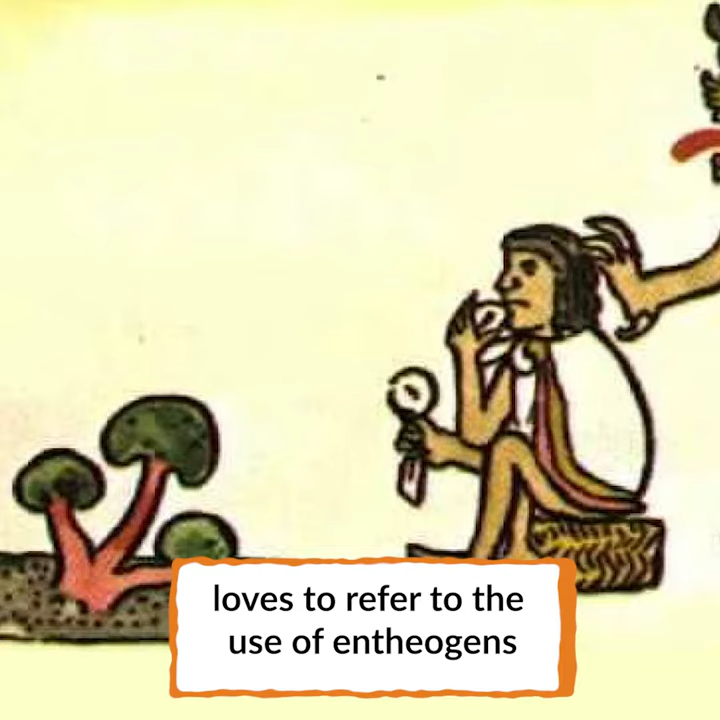 loves to refer to the
use of entheogens